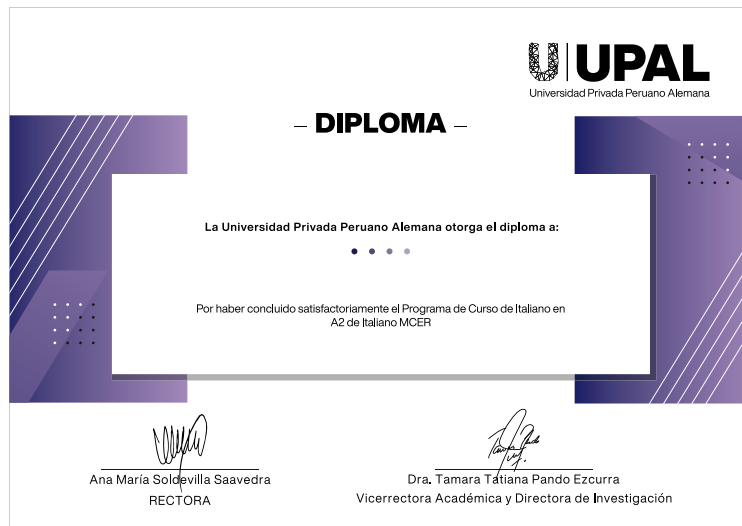 UPAL
Universidad Privada Peruano Alemana
– DIPLOMA –
La Universidad Privada Peruano Alemana otorga el diploma a:
Por haber concluido satisfactoriamente el Programa de Curso de Italiano en
A2 de Italiano MCER
Ana María Soldevilla Saavedra
RECTORA
Dra. Tamara Tatiana Pando Ezcurra
Vicerrectora Académica y Directora de Investigación